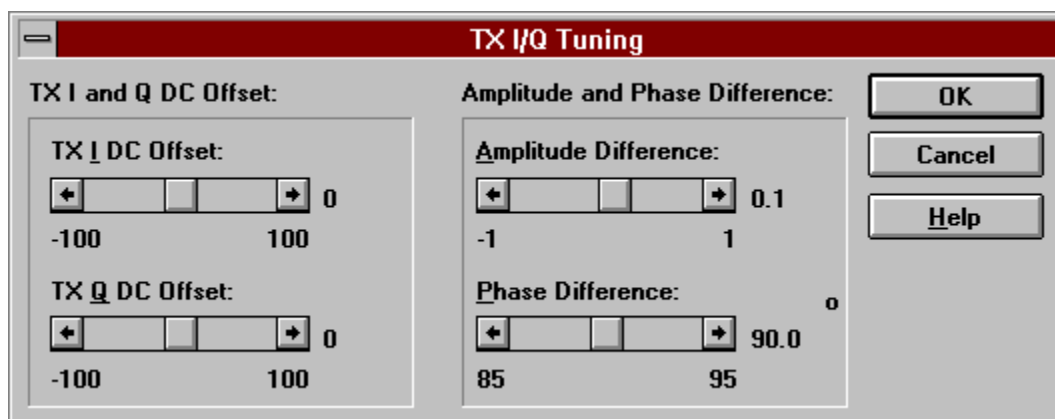 TX I/Q Tuning
TX I and Q DC Offset:
TX I DC Offset:
0
-100 100
TX Q DC Offset:
0
-100 100
Amplitude and Phase Difference:
Amplitude Difference:
0.1
-1 1
Phase Difference:
o
90.0
85 95
OK
Cancel
Help